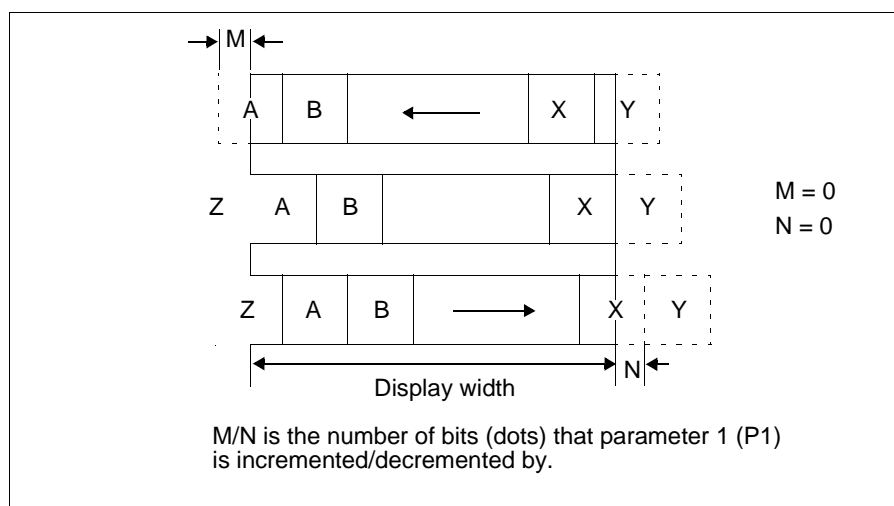 M
A B X Y
Z A B X Y
M = 0
N = 0
Z A B X Y
N
Display width
M/N is the number of bits (dots) that parameter 1 (P1)
is incremented/decremented by.